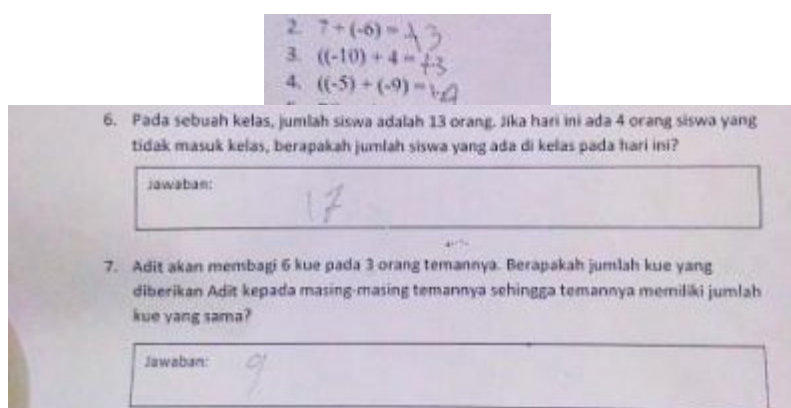 2. 7 + (-6) = +3
3. ((-10) + 4 = +3
4. ((-5) + (-9) =
6. Pada sebuah kelas, jumlah siswa adalah 13 orang. Jika hari ini ada 4 orang siswa yang
tidak masuk kelas, berapakah jumlah siswa yang ada di kelas pada hari ini?
Jawaban:
17
7. Adit akan membagi 6 kue pada 3 orang temannya. Berapakah jumlah kue yang
diberikan Adit kepada masing-masing temannya sehingga temannya memiliki jumlah
kue yang sama?
Jawaban: 9